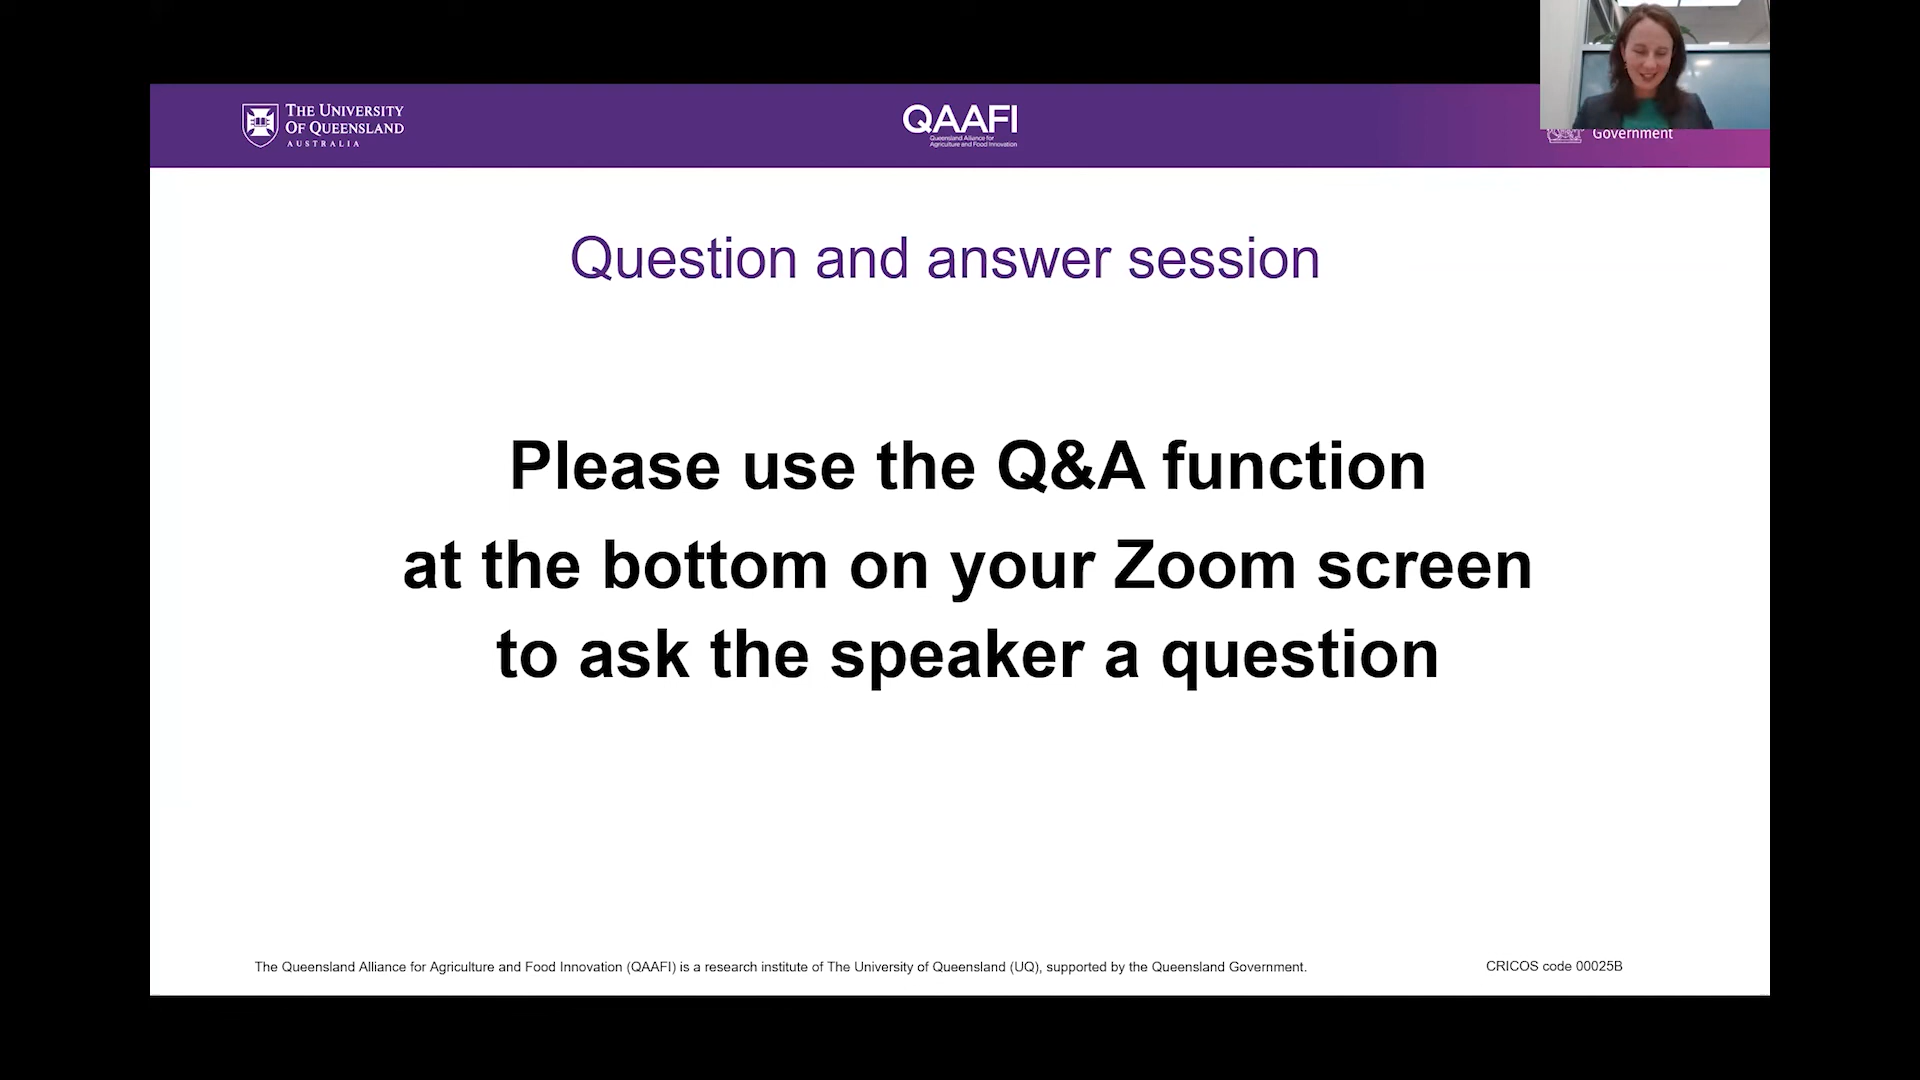 THE UNIVERSITY
OF QUEENSLAND
AUSTRALIA
QAAFI
Queensland Alliance for
Agriculture and Food Innovation
Government
Question and answer session
Please use the Q&A function
at the bottom on your Zoom screen
to ask the speaker a question
The Queensland Alliance for Agriculture and Food Innovation (QAAFI) is a research institute of The University of Queensland (UQ), supported by the Queensland Government.
CRICOS code 00025B